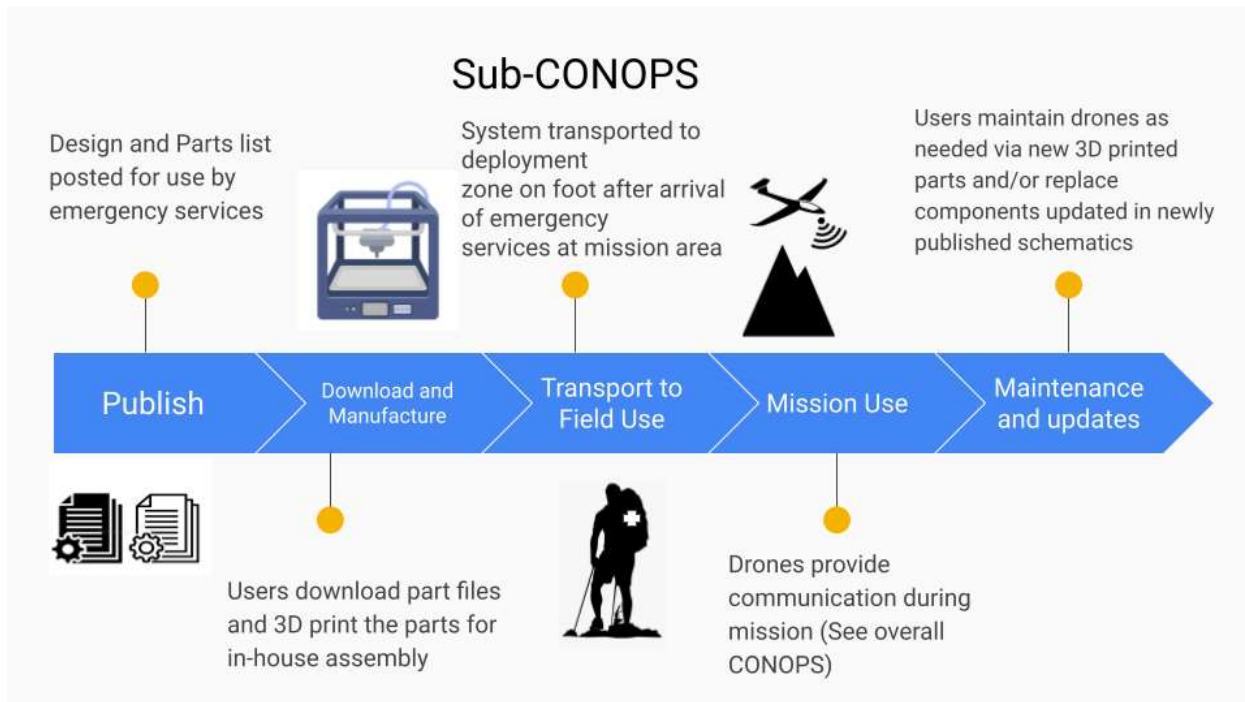 Sub-CONOPS
Design and Parts list
posted for use by
emergency services
System transported to
deployment
zone on foot after arrival
of emergency
services at mission area
Users maintain drones as
needed via new 3D printed
parts and/or replace
components updated in newly
published schematics
Publish
Download and
Manufacture
Transport to
Field Use
Mission Use
Maintenance
and updates
Users download part files
and 3D print the parts for
in-house assembly
Drones provide
communication during
mission (See overall
CONOPS)